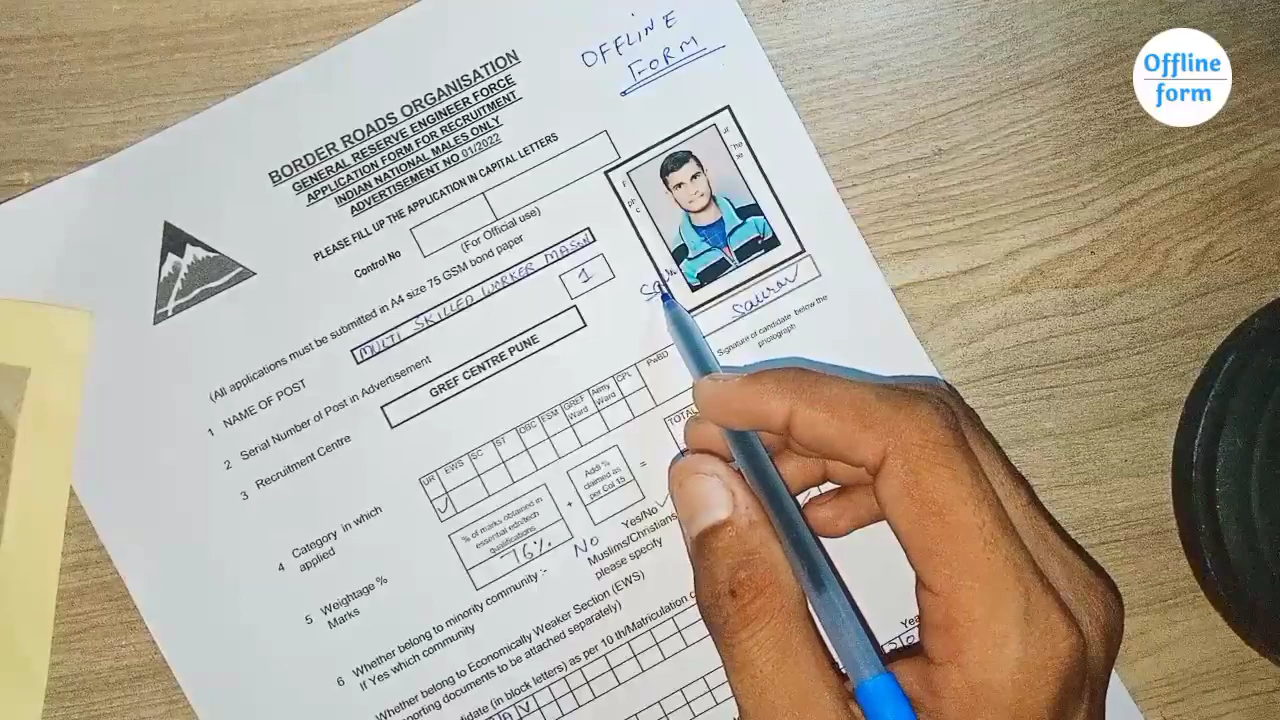 Offline
form
OFFLINE
FORM
BORDER ROADS ORGANISATION
GENERAL RESERVE ENGINEER FORCE
APPLICATION FORM FOR RECRUITMENT
INDIAN NATIONAL MALES ONLY
ADVERTISEMENT NO 01/2022
PLEASE FILL UP THE APPLICATION IN CAPITAL LETTERS
Control No
(For Official use)
(All applications must be submitted in A4 size 75 GSM bond paper
saurav
Signature of candidate below the
photograph
1 NAME OF POST MULTI SKILLED WORKER MASON
2 Serial Number of Post in Advertisement 1
3 Recruitment Centre GREF CENTRE PUNE
4 Category in which
applied
UR EWS SC ST OBC ESM GREF Ward Army Ward CPL PwBD
✓
5 Weightage %
Marks
% of marks obtained in
essential edn/tech
qualifications
76%
+
Addl %
claimed as
per Col 15
=
TOTAL
6 Whether belong to minority community :- NO Yes/No
If Yes which community Muslims/Christians
please specify
Whether belong to Economically Weaker Section (EWS)
documents to be attached separately)
(in block letters) as per 10 th/Matriculation